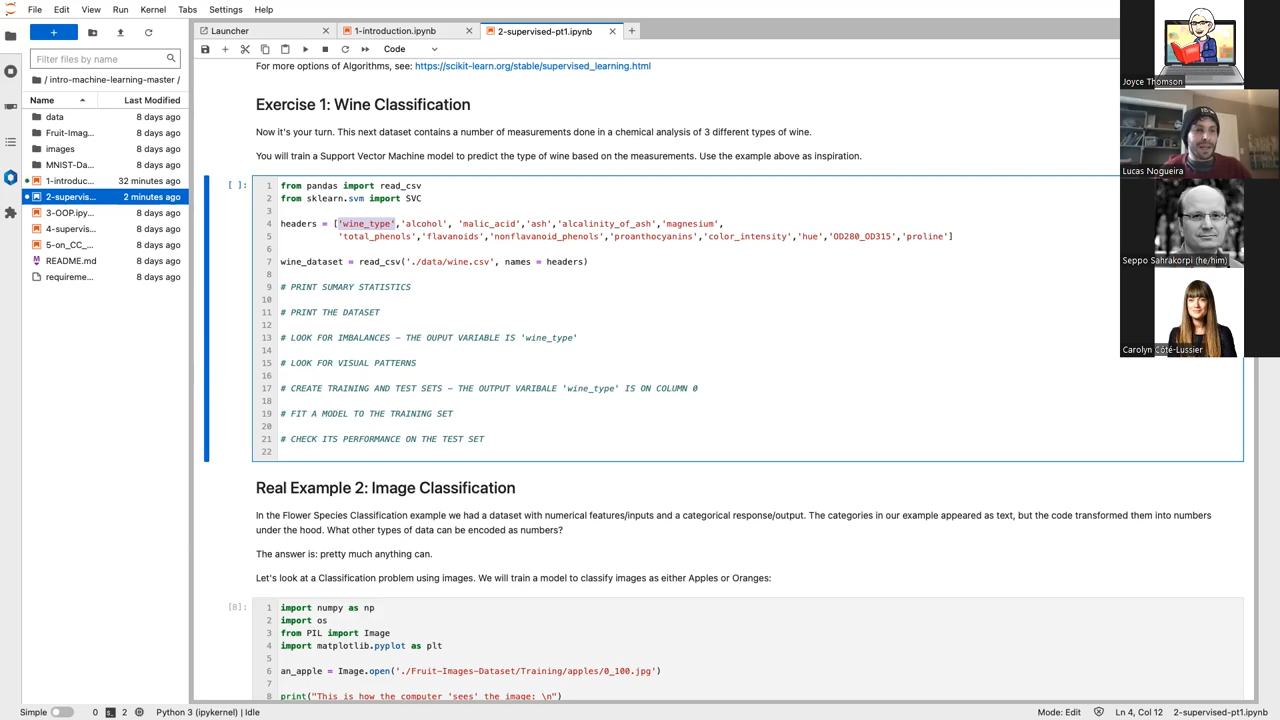 File Edit View Run Kernel Tabs Settings Help
Launcher
1-introduction.ipynb
2-supervised-pt1.ipynb
Code
Filter files by name
/ intro-machine-learning-master /
Name Last Modified
data 8 days ago
Fruit-Imag... 8 days ago
images 8 days ago
MNIST-Da... 8 days ago
1-introduc... 32 minutes ago
2-supervis... 2 minutes ago
3-OOP.ipy... 8 days ago
4-supervis... 8 days ago
5-on_CC_... 8 days ago
README.md 8 days ago
requireme... 8 days ago
For more options of Algorithms, see: https://scikit-learn.org/stable/supervised_learning.html
Exercise 1: Wine Classification
Now it's your turn. This next dataset contains a number of measurements done in a chemical analysis of 3 different types of wine.
You will train a Support Vector Machine model to predict the type of wine based on the measurements. Use the example above as inspiration.
[ ]:
1 from pandas import read_csv
2 from sklearn.svm import SVC
3
4 headers = ['wine_type','alcohol', 'malic_acid','ash','alcalinity_of_ash','magnesium',
5 'total_phenols','flavanoids','nonflavanoid_phenols','proanthocyanins','color_intensity','hue','OD280_OD315','proline']
6
7 wine_dataset = read_csv('./data/wine.csv', names = headers)
8
9 # PRINT SUMARY STATISTICS
10
11 # PRINT THE DATASET
12
13 # LOOK FOR IMBALANCES – THE OUPUT VARIABLE IS 'wine_type'
14
15 # LOOK FOR VISUAL PATTERNS
16
17 # CREATE TRAINING AND TEST SETS – THE OUTPUT VARIBALE 'wine_type' IS ON COLUMN 0
18
19 # FIT A MODEL TO THE TRAINING SET
20
21 # CHECK ITS PERFORMANCE ON THE TEST SET
22
Real Example 2: Image Classification
In the Flower Species Classification example we had a dataset with numerical features/inputs and a categorical response/output. The categories in our example appeared as text, but the code transformed them into numbers
under the hood. What other types of data can be encoded as numbers?
The answer is: pretty much anything can.
Let's look at a Classification problem using images. We will train a model to classify images as either Apples or Oranges:
[8]:
1 import numpy as np
2 import os
3 from PIL import Image
4 import matplotlib.pyplot as plt
5
6 an_apple = Image.open('./Fruit-Images-Dataset/Training/apples/0_100.jpg')
7
8 print("This is how the computer 'sees' the image: \n")
Joyce Thomson
Lucas Nogueira
Seppo Sahrakorpi (he/him)
Carolyn Côté-Lussier
Simple 0 2 Python 3 (ipykernel) | Idle Mode: Edit Ln 4, Col 12 2-supervised-pt1.ipynb